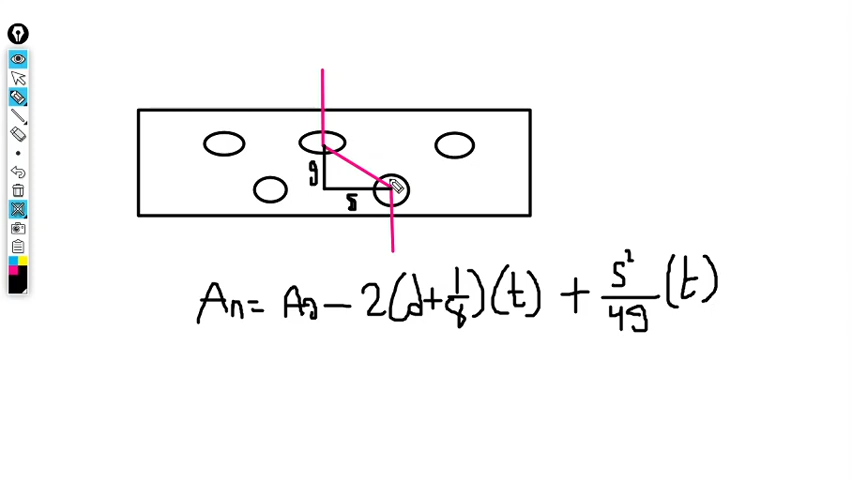 g
s
An = Ag - 2(d+1/8)(t) + s²/4g (t)